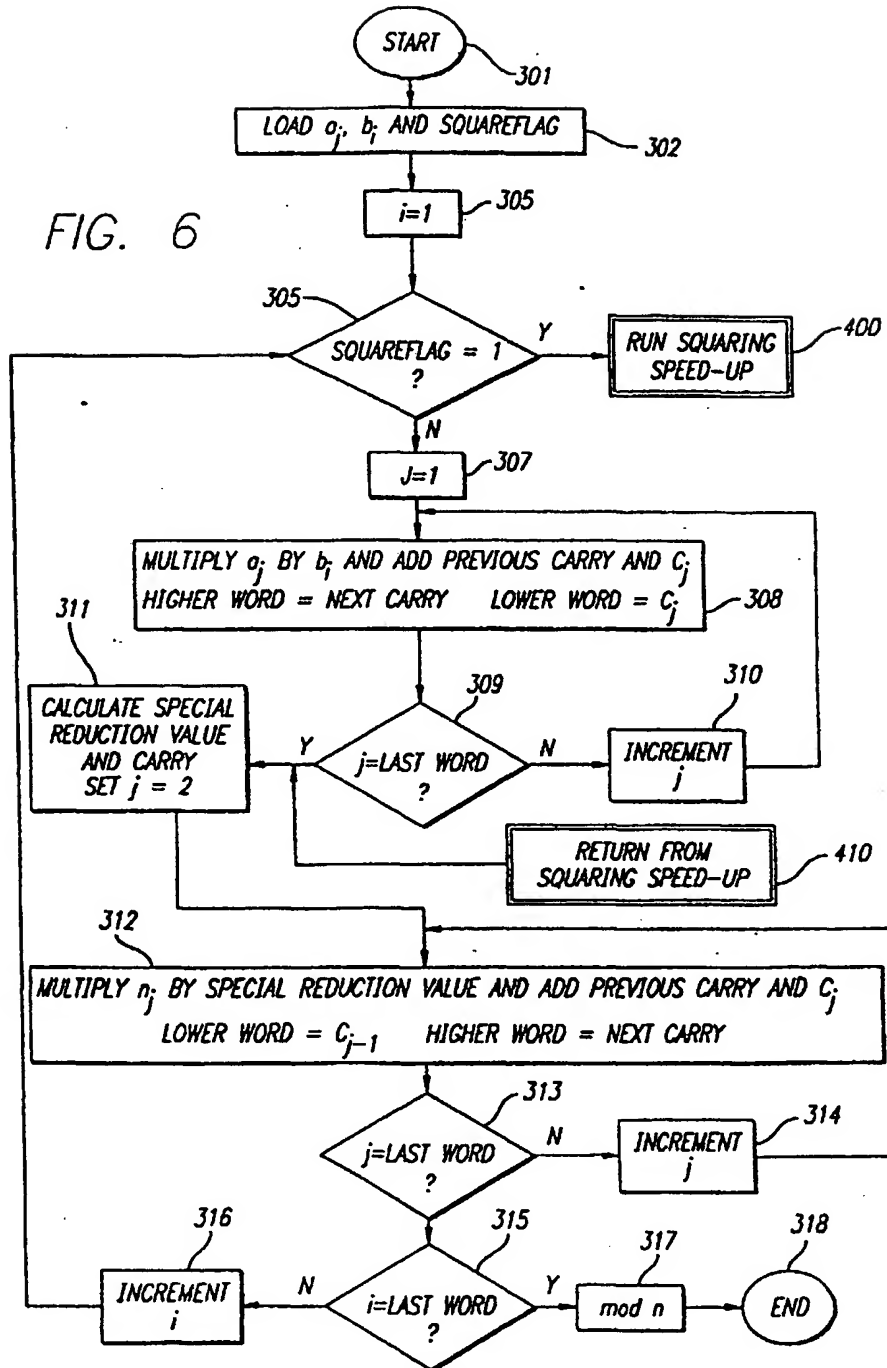 START
301
LOAD aj, bi AND SQUAREFLAG
302
i=1
305
FIG. 6
305
SQUAREFLAG = 1
?
Y
N
RUN SQUARING
SPEED-UP
400
J=1
307
MULTIPLY aj BY bi AND ADD PREVIOUS CARRY AND Cj
HIGHER WORD = NEXT CARRY LOWER WORD = Cj
308
311
CALCULATE SPECIAL
REDUCTION VALUE
AND CARRY
SET j = 2
309
Y
j=LAST WORD
?
N
310
INCREMENT
j
RETURN FROM
SQUARING SPEED-UP
410
312
MULTIPLY nj BY SPECIAL REDUCTION VALUE AND ADD PREVIOUS CARRY AND Cj
LOWER WORD = Cj-1 HIGHER WORD = NEXT CARRY
313
j=LAST WORD
?
N
314
INCREMENT
j
316
INCREMENT
i
N
315
i=LAST WORD
?
Y
317
mod n
318
END